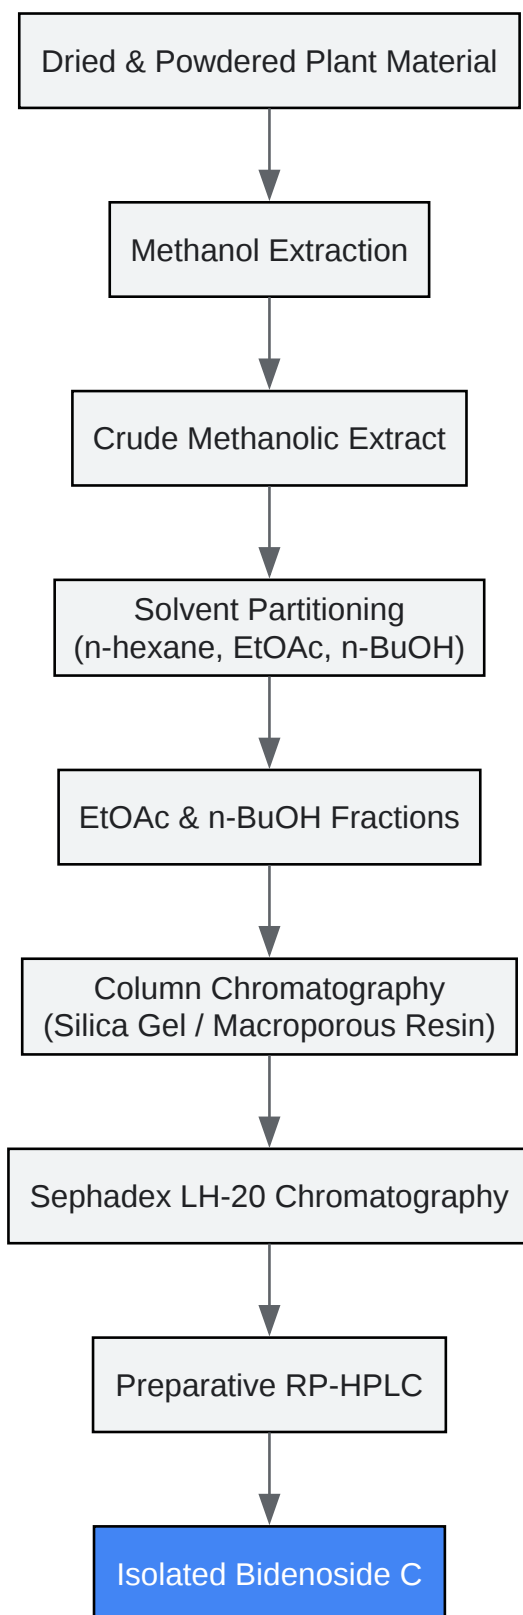 Dried & Powdered Plant Material
Methanol Extraction
Crude Methanolic Extract
Solvent Partitioning
(n-hexane, EtOAc, n-BuOH)
EtOAc & n-BuOH Fractions
Column Chromatography
(Silica Gel / Macroporous Resin)
Sephadex LH-20 Chromatography
Preparative RP-HPLC
Isolated Bidenoside C